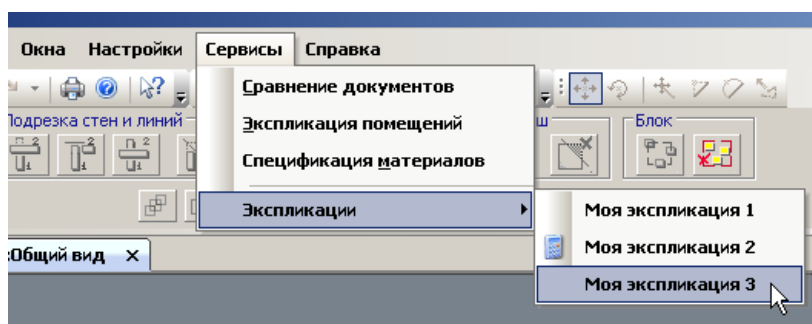 Окна Настройки Сервисы Справка
Сравнение документов
Подрезка стен и линий
Блок
Экспликация помещений
Спецификация материалов
Экспликации
Моя экспликация 1
:Общий вид x
Моя экспликация 2
Моя экспликация 3